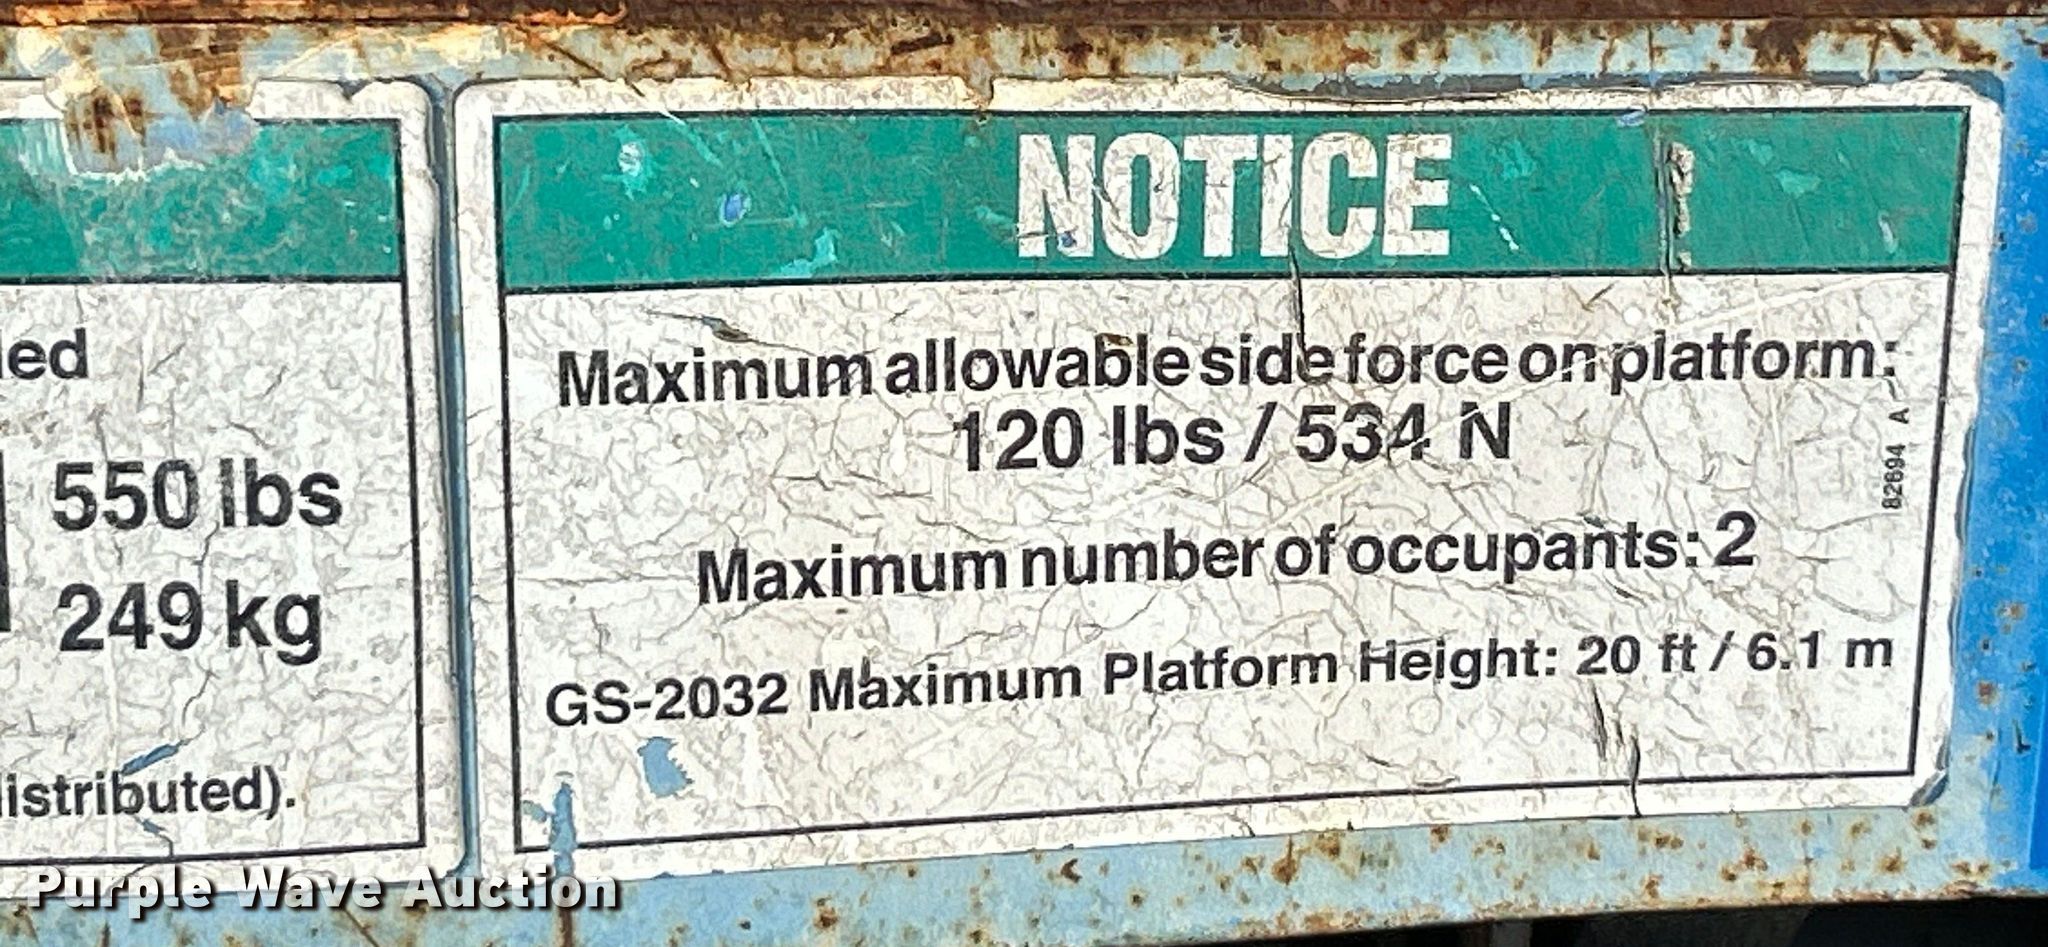 ied
550 lbs
249 kg
istributed).
NOTICE
Maximum allowable side force on platform:
120 lbs / 534 N
Maximum number of occupants: 2
GS-2032 Maximum Platform Height: 20 ft / 6.1 m
82694 A
Purple Wave Auction